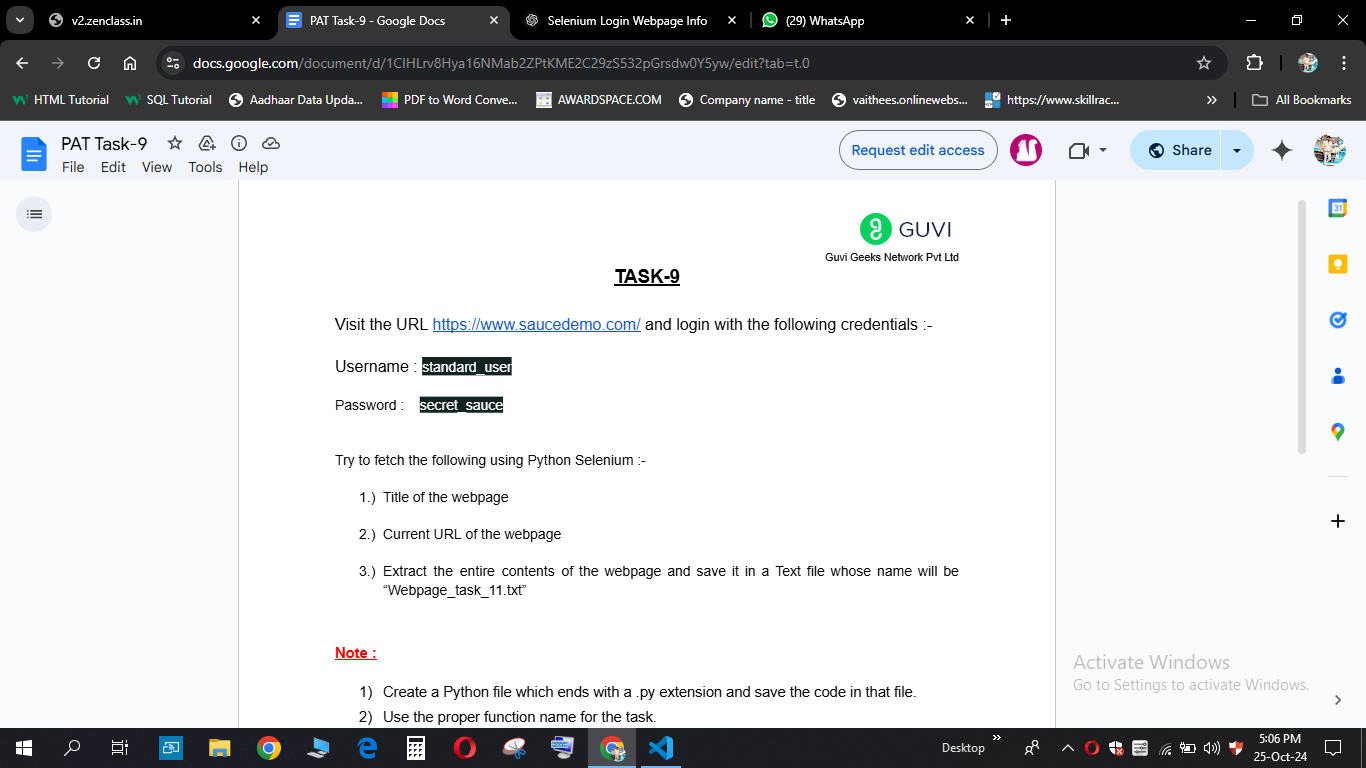 v2.zenclass.in
PAT Task-9 - Google Docs
Selenium Login Webpage Info
(29) WhatsApp
docs.google.com/document/d/1CIHLrv8Hya16NMab2ZPtKME2C29zS532pGrsdw0Y5yw/edit?tab=t.0
HTML Tutorial
SQL Tutorial
Aadhaar Data Upda...
PDF to Word Conve...
AWARDSPACE.COM
Company name - title
vaithees.onlinewebs...
https://www.skillrac...
All Bookmarks
PAT Task-9
File Edit View Tools Help
Request edit access
Share
31
GUVI
Guvi Geeks Network Pvt Ltd
TASK-9
Visit the URL https://www.saucedemo.com/ and login with the following credentials :-
Username : standard_user
Password : secret_sauce
Try to fetch the following using Python Selenium :-
1.) Title of the webpage
2.) Current URL of the webpage
3.) Extract the entire contents of the webpage and save it in a Text file whose name will be
“Webpage_task_11.txt”
Note :
1) Create a Python file which ends with a .py extension and save the code in that file.
2) Use the proper function name for the task.
Activate Windows
Go to Settings to activate Windows.
Desktop
5:06 PM
25-Oct-24